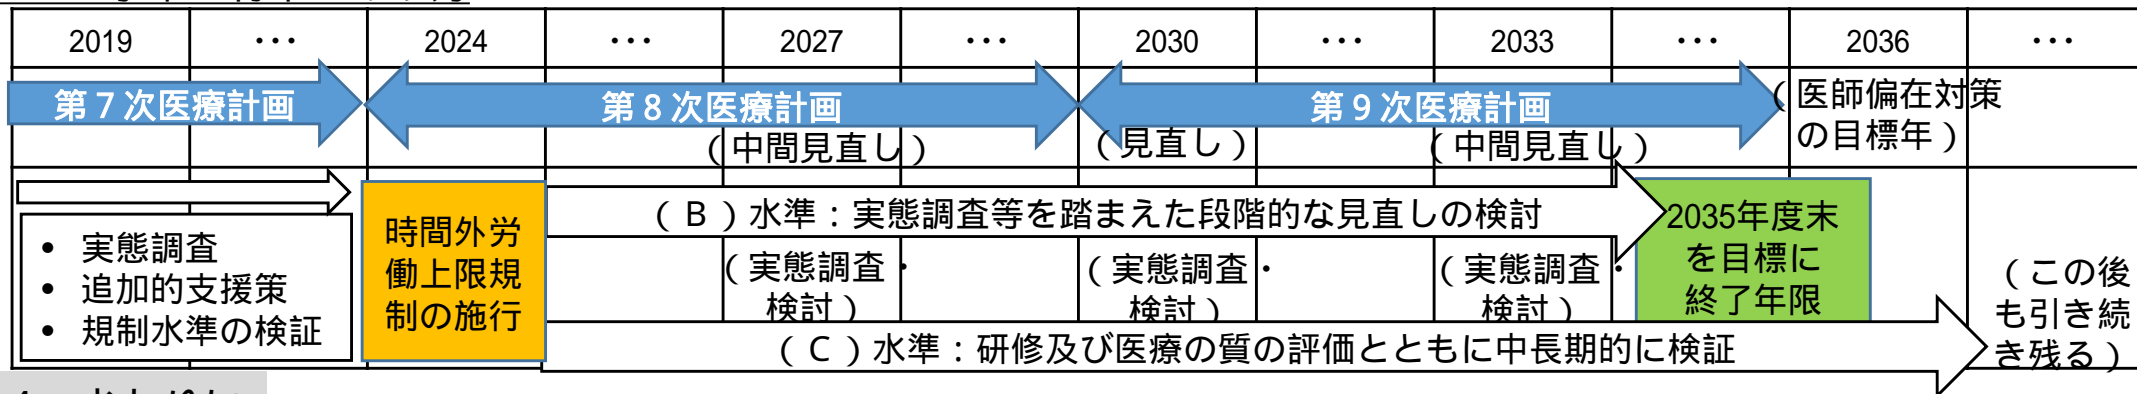 2019 … 2024 … 2027 … 2030 … 2033 … 2036 …
第７次医療計画
第８次医療計画
第９次医療計画
（中間見直し）
（見直し）
（中間見直し）
（医師偏在対策
の目標年）
• 実態調査
• 追加的支援策
• 規制水準の検証
時間外労
働上限規
制の施行
（Ｂ）水準：実態調査等を踏まえた段階的な見直しの検討
（実態調査・
検討）
（実態調査・
検討）
（実態調査・
検討）
2035年度末
を目標に
終了年限
（Ｃ）水準：研修及び医療の質の評価とともに中長期的に検証
（この後
も引き続
き残る）